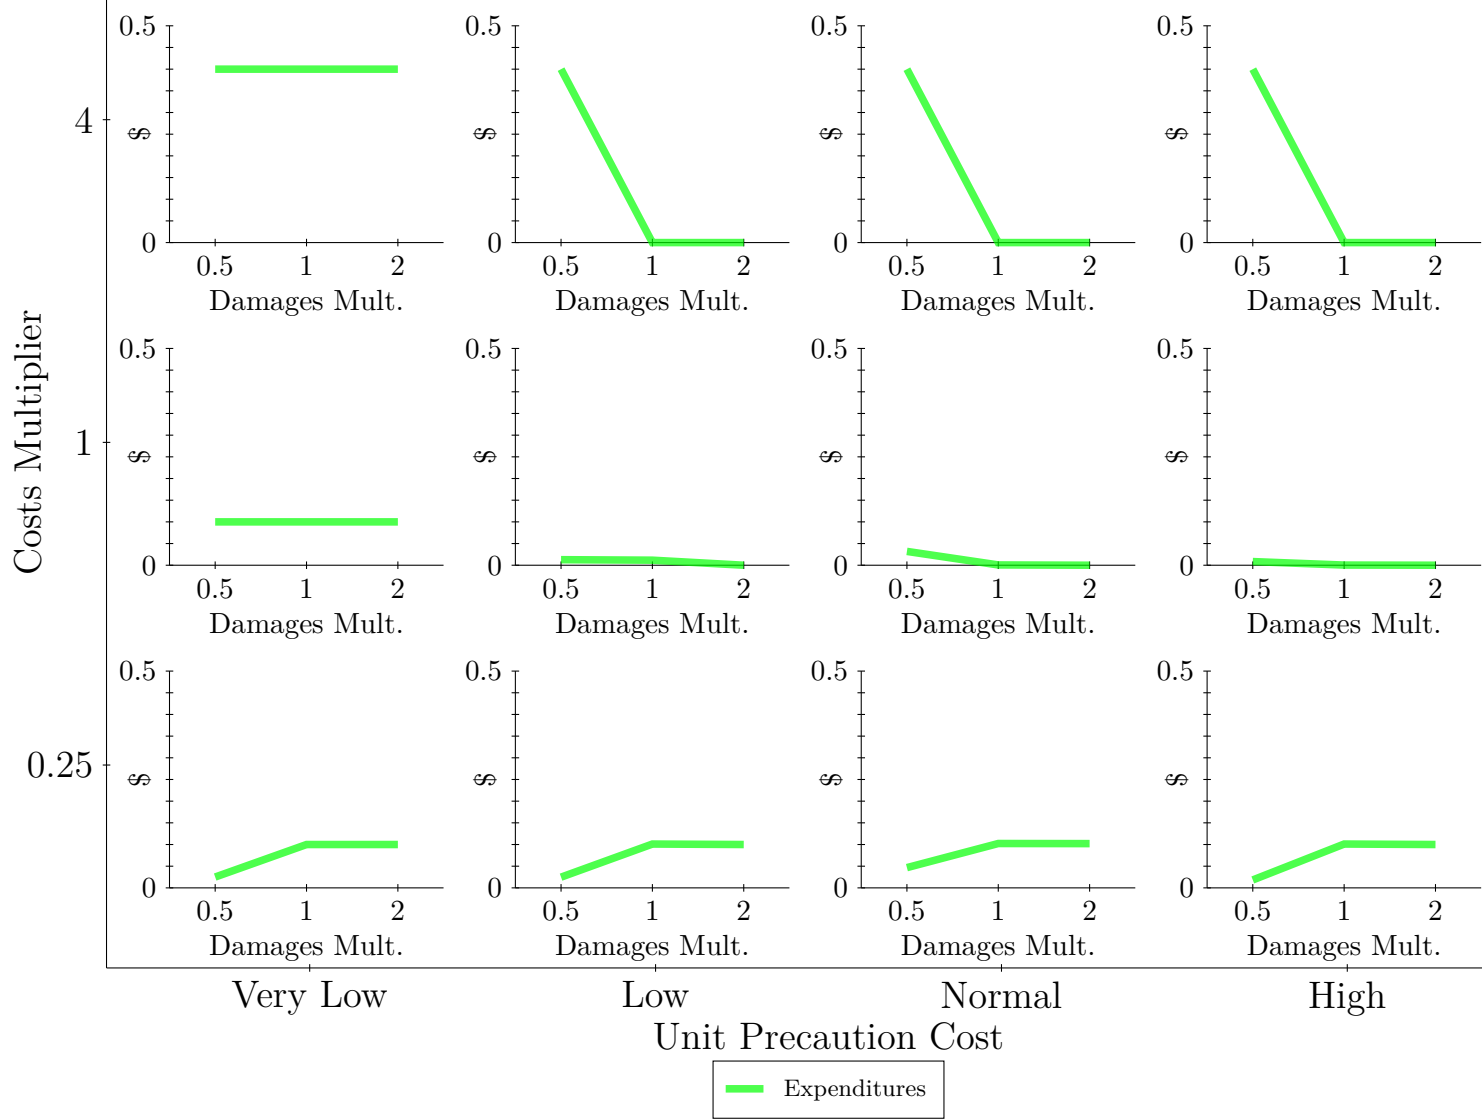 0.5 0.5 0.5 0.5
4 $ $ $ $
0 0 0 0
0.5 1 2 0.5 1 2 0.5 1 2 0.5 1 2
Damages Mult. Damages Mult. Damages Mult. Damages Mult.
Costs Multiplier
0.5 0.5 0.5 0.5
1 $ $ $ $
0 0 0 0
0.5 1 2 0.5 1 2 0.5 1 2 0.5 1 2
Damages Mult. Damages Mult. Damages Mult. Damages Mult.
0.5 0.5 0.5 0.5
0.25 $ $ $ $
0 0 0 0
0.5 1 2 0.5 1 2 0.5 1 2 0.5 1 2
Damages Mult. Damages Mult. Damages Mult. Damages Mult.
Very Low Low Normal High
Unit Precaution Cost
Expenditures